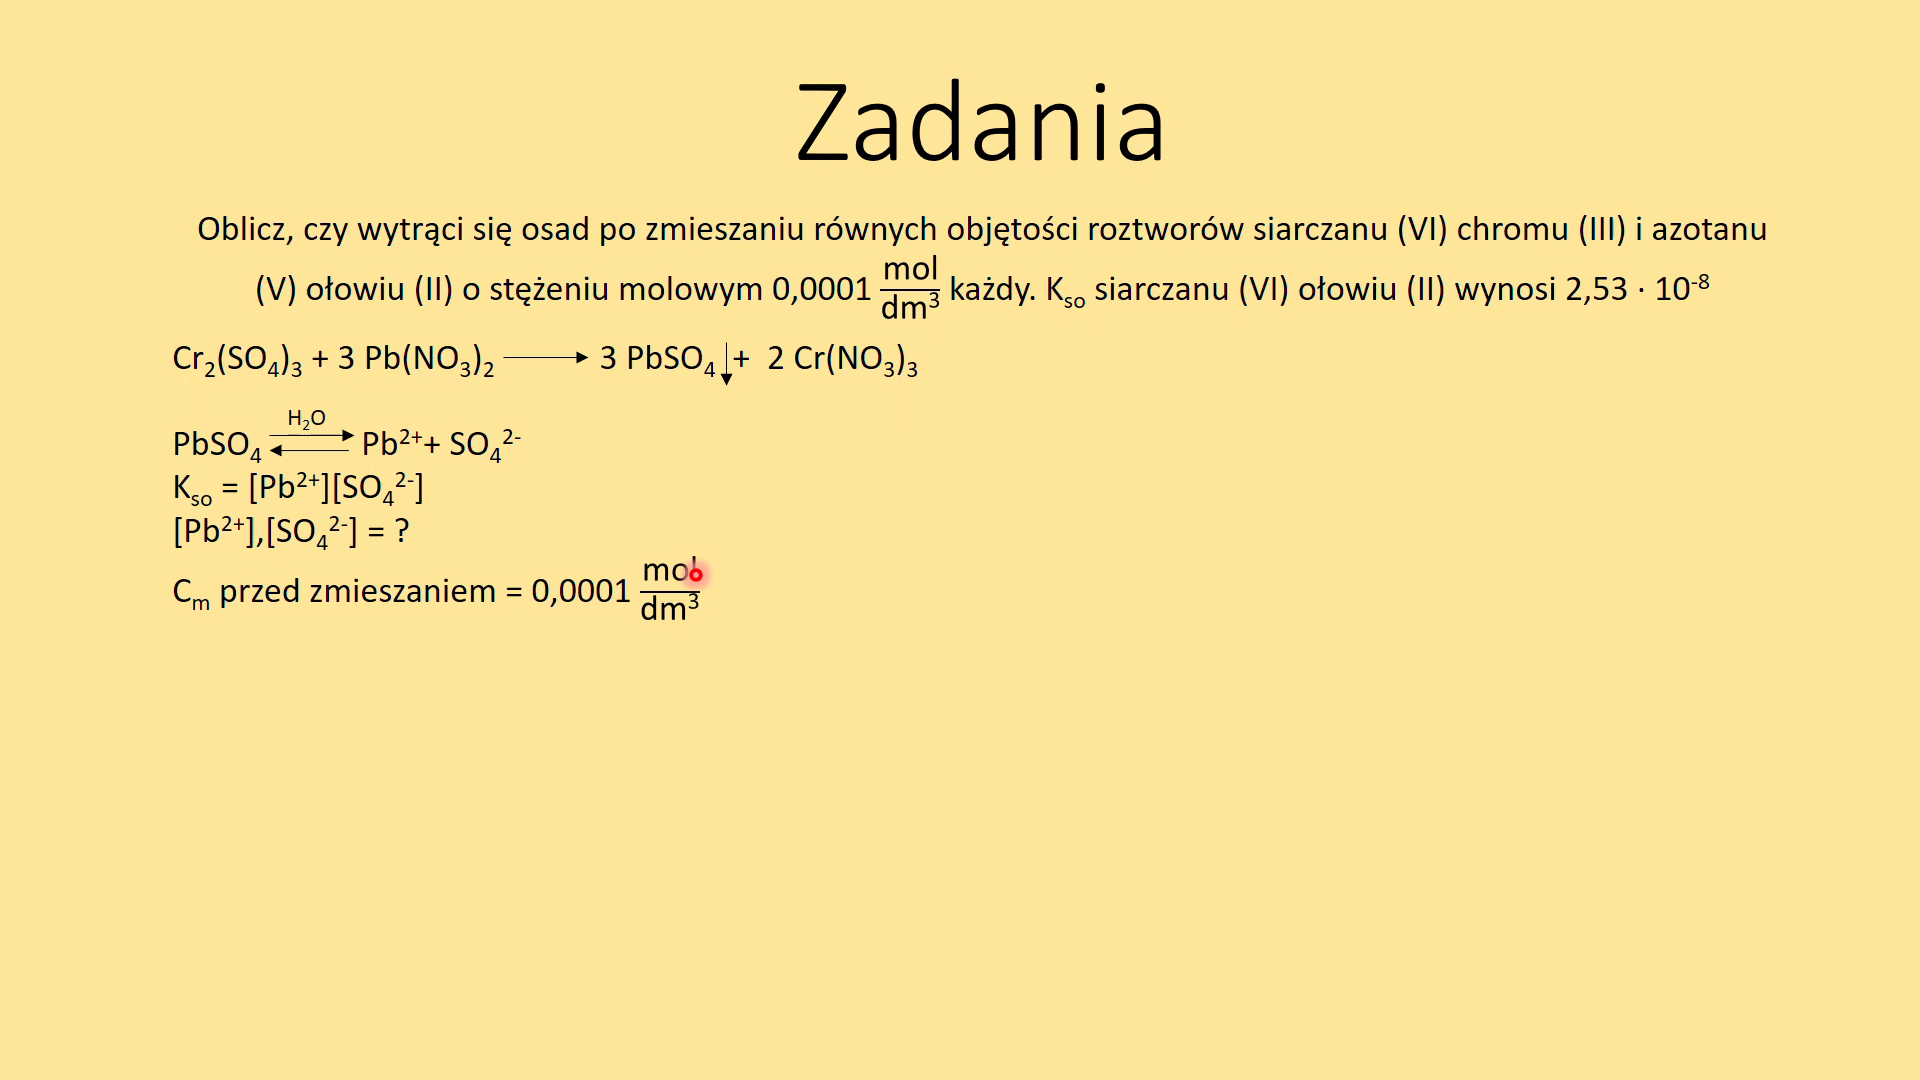 Zadania
Oblicz, czy wytrąci się osad po zmieszaniu równych objętości roztworów siarczanu (VI) chromu (III) i azotanu
(V) ołowiu (II) o stężeniu molowym 0,0001 mol/dm³ każdy. Kₛₒ siarczanu (VI) ołowiu (II) wynosi 2,53 · 10⁻⁸
Cr₂(SO₄)₃ + 3 Pb(NO₃)₂ ⟶ 3 PbSO₄↓ + 2 Cr(NO₃)₃
H₂O
PbSO₄ ⇄ Pb²⁺+ SO₄²⁻
Kₛₒ = [Pb²⁺][SO₄²⁻]
[Pb²⁺],[SO₄²⁻] = ?
Cₘ przed zmieszaniem = 0,0001 mol/dm³